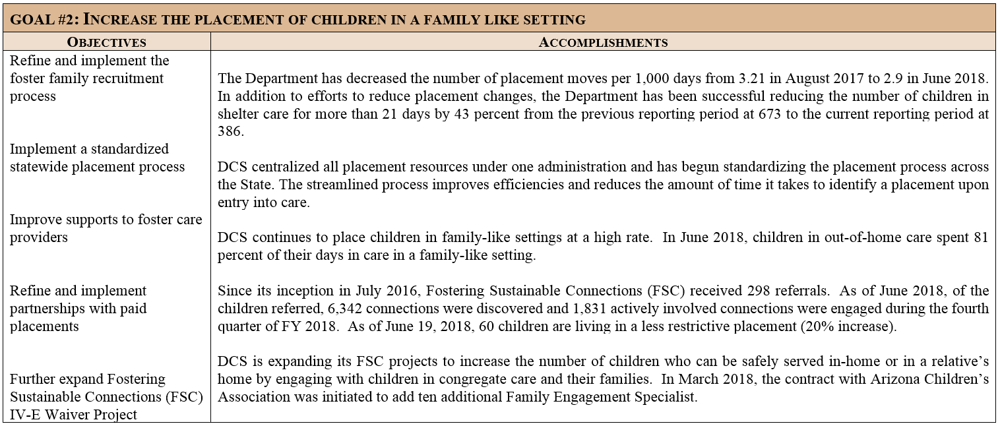 GOAL #2: INCREASE THE PLACEMENT OF CHILDREN IN A FAMILY LIKE SETTING
OBJECTIVES
ACCOMPLISHMENTS
Refine and implement the
foster family recruitment
process
Implement a standardized
statewide placement process
Improve supports to foster care
providers
Refine and implement
partnerships with paid
placements
Further expand Fostering
Sustainable Connections (FSC)
IV-E Waiver Project
The Department has decreased the number of placement moves per 1,000 days from 3.21 in August 2017 to 2.9 in June 2018.
In addition to efforts to reduce placement changes, the Department has been successful reducing the number of children in
shelter care for more than 21 days by 43 percent from the previous reporting period at 673 to the current reporting period at
386.
DCS centralized all placement resources under one administration and has begun standardizing the placement process across
the State. The streamlined process improves efficiencies and reduces the amount of time it takes to identify a placement upon
entry into care.
DCS continues to place children in family-like settings at a high rate.  In June 2018, children in out-of-home care spent 81
percent of their days in care in a family-like setting.
Since its inception in July 2016, Fostering Sustainable Connections (FSC) received 298 referrals.  As of June 2018, of the
children referred, 6,342 connections were discovered and 1,831 actively involved connections were engaged during the fourth
quarter of FY 2018.  As of June 19, 2018, 60 children are living in a less restrictive placement (20% increase).
DCS is expanding its FSC projects to increase the number of children who can be safely served in-home or in a relative's
home by engaging with children in congregate care and their families.  In March 2018, the contract with Arizona Children's
Association was initiated to add ten additional Family Engagement Specialist.